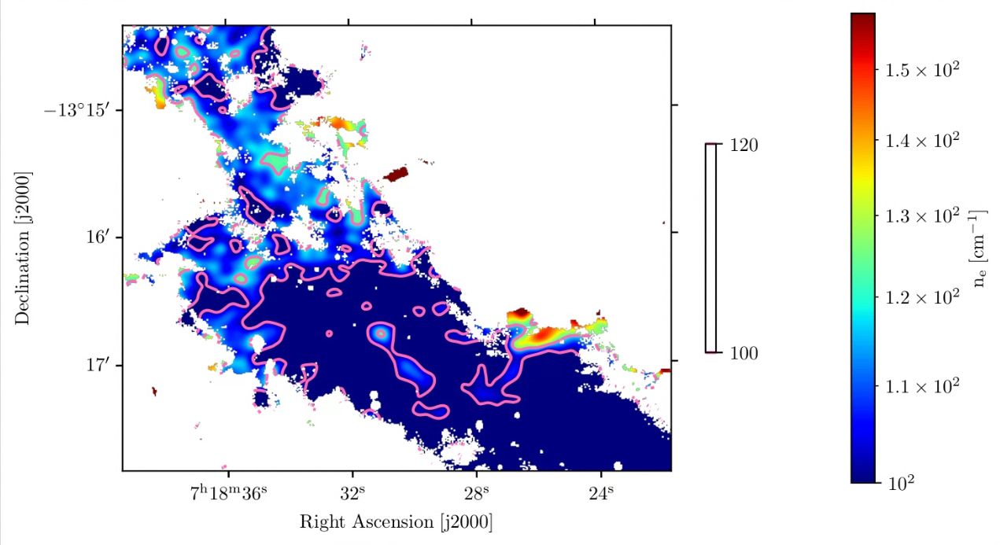 −13°15′
16′
17′
Declination [j2000]
7ʰ18ᵐ36ˢ 32ˢ 28ˢ 24ˢ
Right Ascension [j2000]
120
100
1.5 × 10²
1.4 × 10²
1.3 × 10²
1.2 × 10²
1.1 × 10²
10²
nₑ [cm⁻¹]